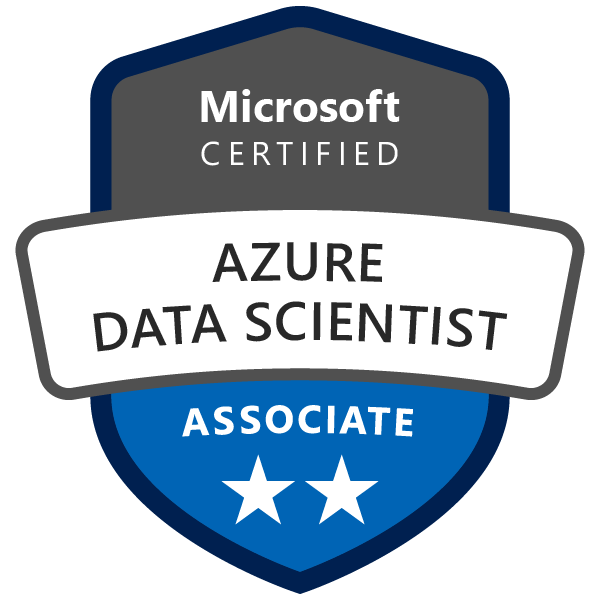 Microsoft
CERTIFIED
AZURE
DATA SCIENTIST
ASSOCIATE